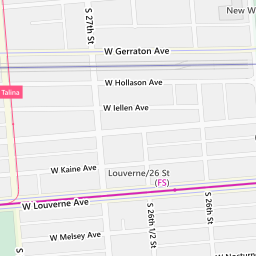 New W
S 27th St
W Gerraton Ave
W Hollason Ave
Talina
W Iellen Ave
W Kaine Ave
Louverne/26 St
(FS)
W Louverne Ave
S
S 26th 1/2 St
S 26th St
W Melsey Ave
W Norturn